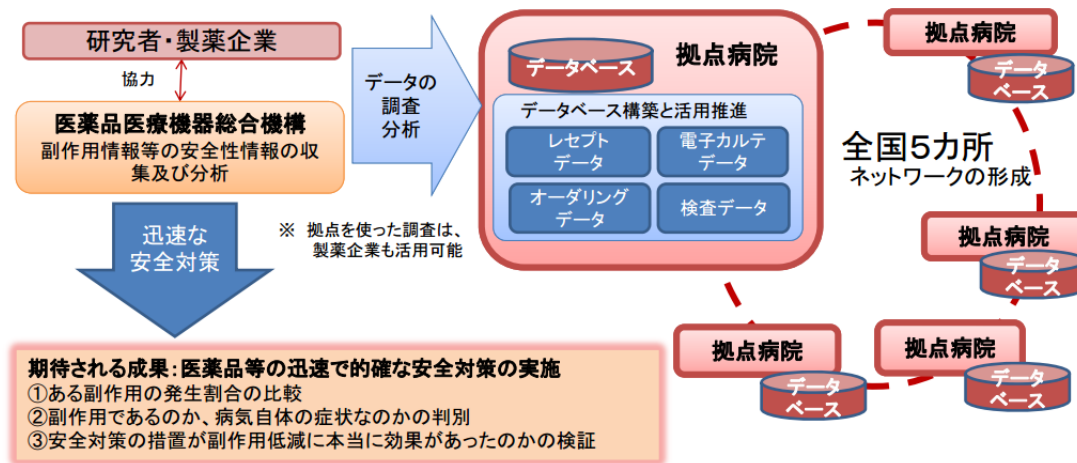 研究者・製薬企業
協力
医薬品医療機器総合機構
副作用情報等の安全性情報の収
集及び分析
データの
調査
分析
迅速な
安全対策
※ 拠点を使った調査は、
製薬企業も活用可能
データベース
拠点病院
データベース構築と活用推進
レセプト
データ
電子カルテ
データ
オーダリング
データ
検査データ
拠点病院
データ
ベース
全国5カ所
ネットワークの形成
拠点病院
データ
ベース
拠点病院
データ
ベース
拠点病院
データ
ベース
期待される成果:医薬品等の迅速で的確な安全対策の実施
①ある副作用の発生割合の比較
②副作用であるのか、病気自体の症状なのかの判別
③安全対策の措置が副作用低減に本当に効果があったのかの検証